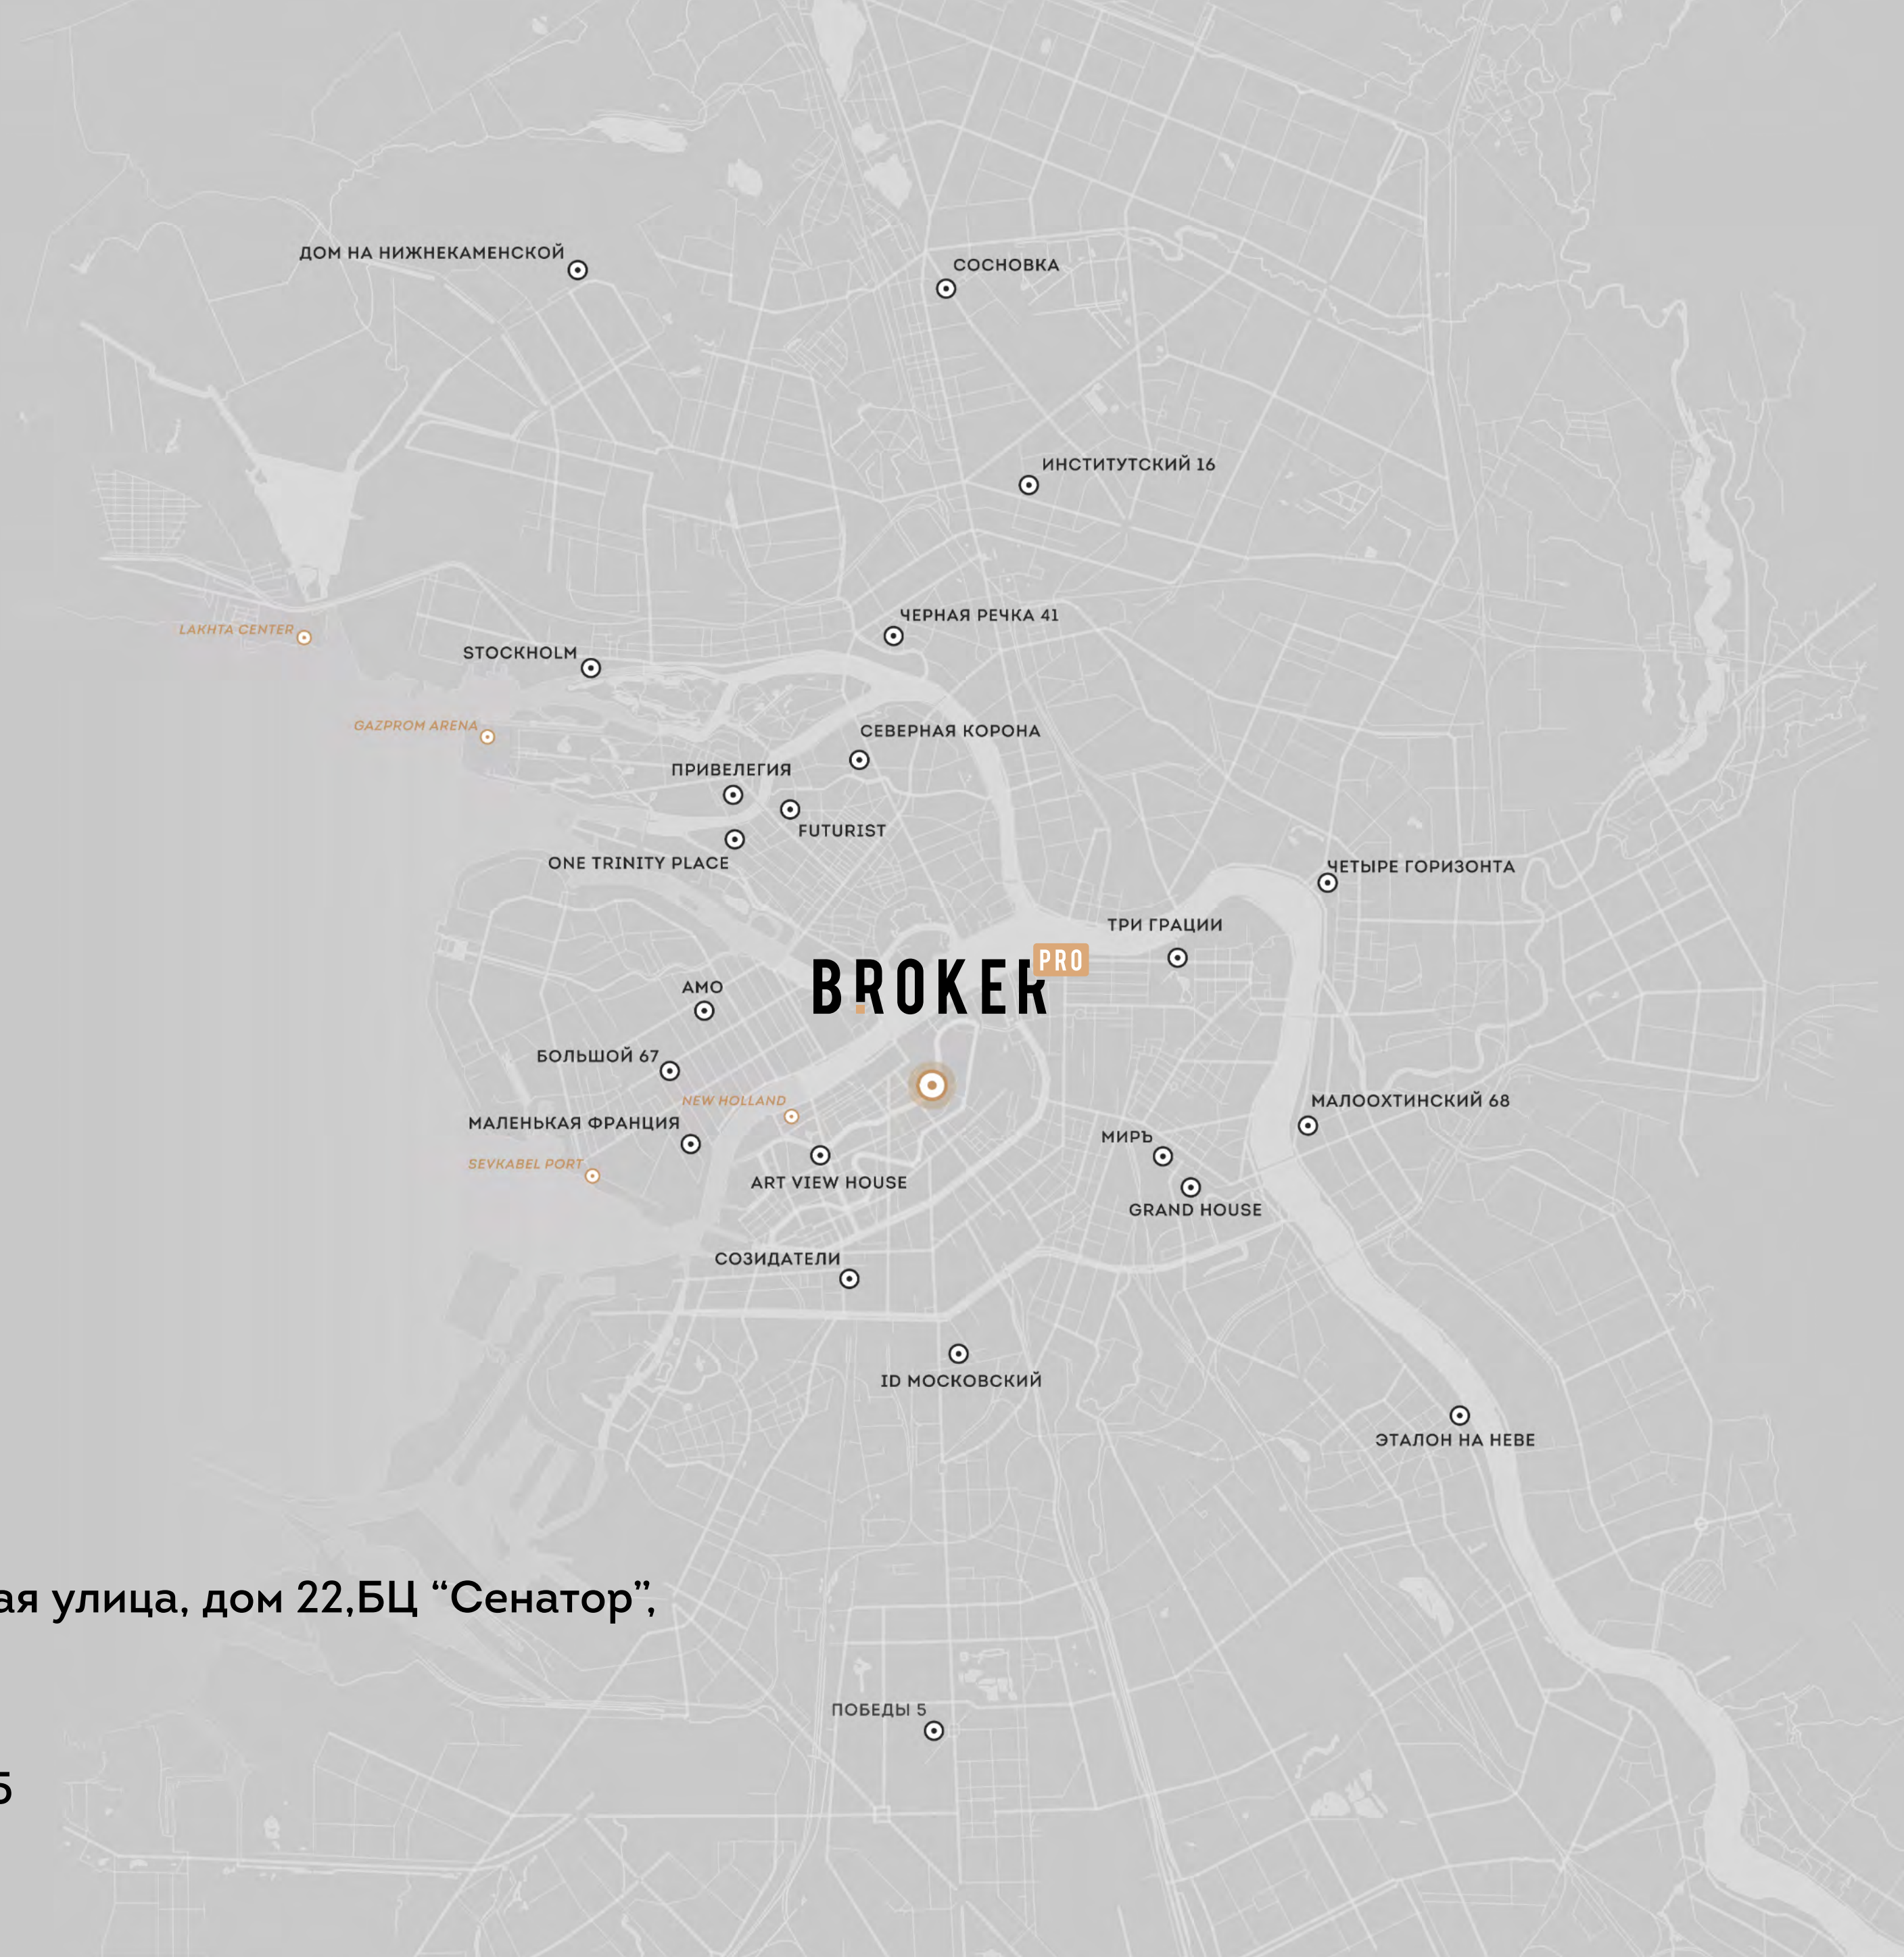 ДОМ НА НИЖНЕКАМЕНСКОЙ
СОСНОВКА
ИНСТИТУТСКИЙ 16
ЧЕРНАЯ РЕЧКА 41
LAKHTA CENTER
STOCKHOLM
GAZPROM ARENA
СЕВЕРНАЯ КОРОНА
ПРИВЕЛЕГИЯ
FUTURIST
ONE TRINITY PLACE
ЧЕТЫРЕ ГОРИЗОНТА
ТРИ ГРАЦИИ
BROKER PRO
АМО
БОЛЬШОЙ 67
NEW HOLLAND
МАЛООХТИНСКИЙ 68
МАЛЕНЬКАЯ ФРАНЦИЯ
МИРЪ
SEVKABEL PORT
ART VIEW HOUSE
GRAND HOUSE
СОЗИДАТЕЛИ
ID МОСКОВСКИЙ
ЭТАЛОН НА НЕВЕ
ая улица, дом 22,БЦ “Сенатор”,
ПОБЕДЫ 5
5